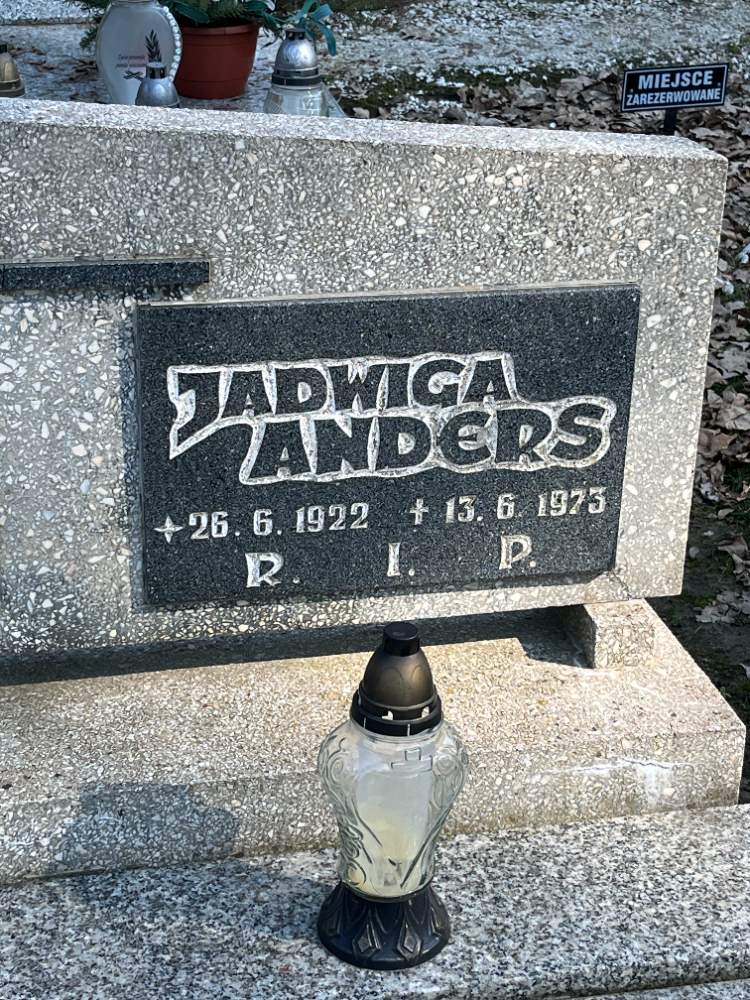 MIEJSCE
ZAREZERWOWANE
JADWIGA
ANDERS
26. 6. 1922 † 13. 6. 1973
R. I. P.